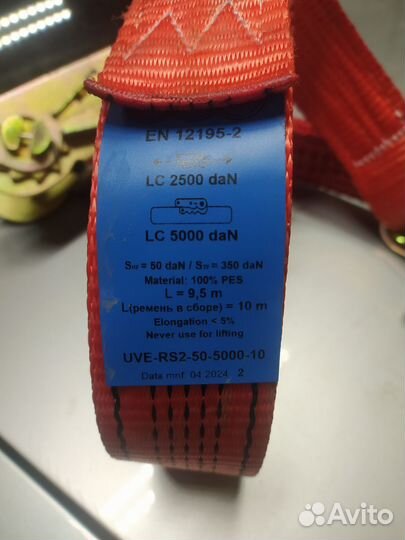 EN 12195-2
LC 2500 daN
LC 5000 daN
SHF = 50 daN / STF = 350 daN
Material: 100% PES
L = 9,5 m
L(ремень в сборе) = 10 m
Elongation < 5%
Never use for lifting
UVE-RS2-50-5000-10
Data mnf. 04.2024 2
Avito